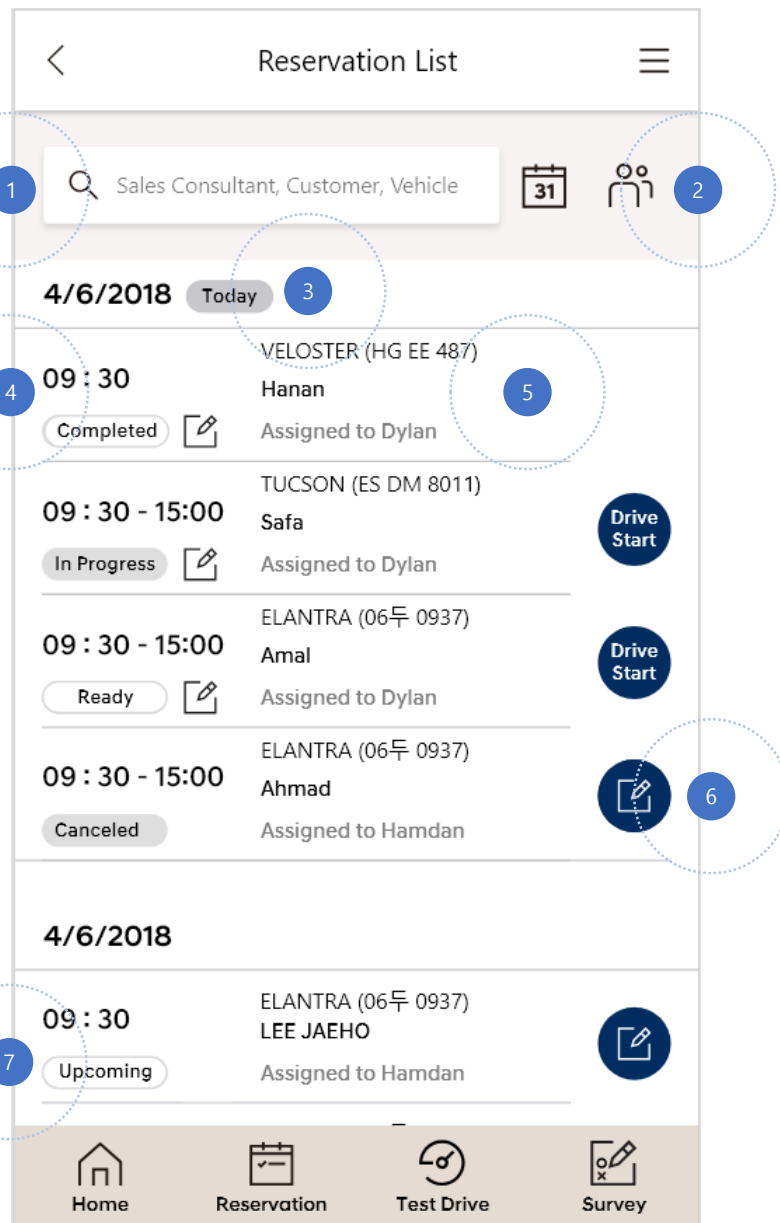 Reservation List
1
Sales Consultant, Customer, Vehicle
31
2
4/6/2018 Today
3
VELOSTER (HG EE 487)
4
09 : 30
Hanan
5
Completed
Assigned to Dylan
TUCSON (ES DM 8011)
09 : 30 - 15:00
Safa
Drive
Start
In Progress
Assigned to Dylan
ELANTRA (06두 0937)
09 : 30 - 15:00
Amal
Drive
Start
Ready
Assigned to Dylan
ELANTRA (06두 0937)
09 : 30 - 15:00
Ahmad
6
Canceled
Assigned to Hamdan
4/6/2018
ELANTRA (06두 0937)
09 : 30
LEE JAEHO
7
Upcoming
Assigned to Hamdan
Home
Reservation
Test Drive
Survey